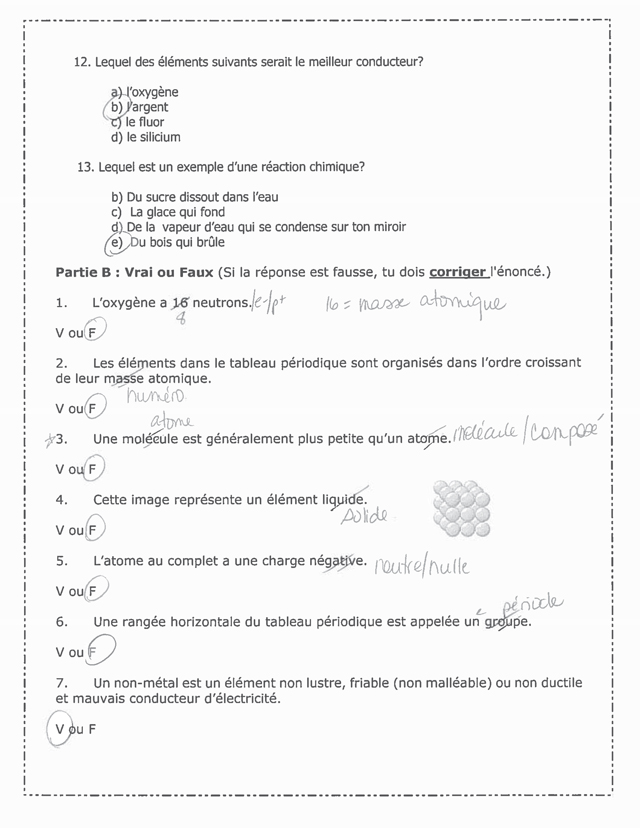 12. Lequel des éléments suivants serait le meilleur conducteur?
a) l'oxygène
b) l'argent
c) le fluor
d) le silicium
13. Lequel est un exemple d'une réaction chimique?
b) Du sucre dissout dans l'eau
c) La glace qui fond
d) De la vapeur d'eau qui se condense sur ton miroir
e) Du bois qui brûle
Partie B : Vrai ou Faux (Si la réponse est fausse, tu dois corriger l'énoncé.)
1. L'oxygène a 16 neutrons./e-/p+ 16 = masse atomique
8
V ou F
2. Les éléments dans le tableau périodique sont organisés dans l'ordre croissant
de leur masse atomique.
numéro
V ou F
atome
3. Une molécule est généralement plus petite qu'un atome. molécule/composé
V ou F
4. Cette image représente un élément liquide.
solide
V ou F
5. L'atome au complet a une charge négative. neutre/nulle
V ou F
e période
6. Une rangée horizontale du tableau périodique est appelée un groupe.
V ou F
7. Un non-métal est un élément non lustre, friable (non malléable) ou non ductile
et mauvais conducteur d'électricité.
V ou F